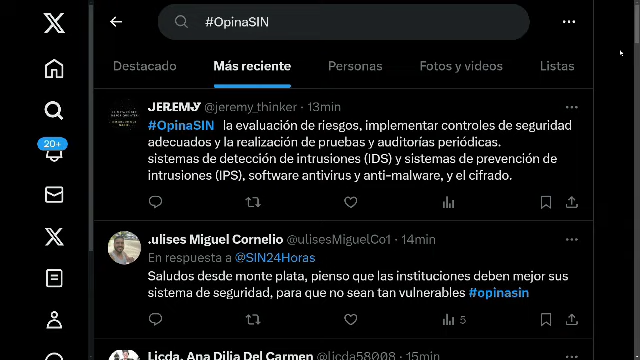 #OpinaSIN
Destacado Más reciente Personas Fotos y videos Listas
JEREMY @jeremy_thinker · 13min
#OpinaSIN la evaluación de riesgos, implementar controles de seguridad
adecuados y la realización de pruebas y auditorías periódicas.
sistemas de detección de intrusiones (IDS) y sistemas de prevención de
intrusiones (IPS), software antivirus y anti-malware, y el cifrado.
20+
.ulises Miguel Cornelio @ulisesMiguelCo1 · 14min
En respuesta a @SIN24Horas
Saludos desde monte plata, pienso que las instituciones deben mejor sus
sistema de seguridad, para que no sean tan vulnerables #opinasin
5
Licda. Ana Dilia Del Carmen @licda58008 · 15min